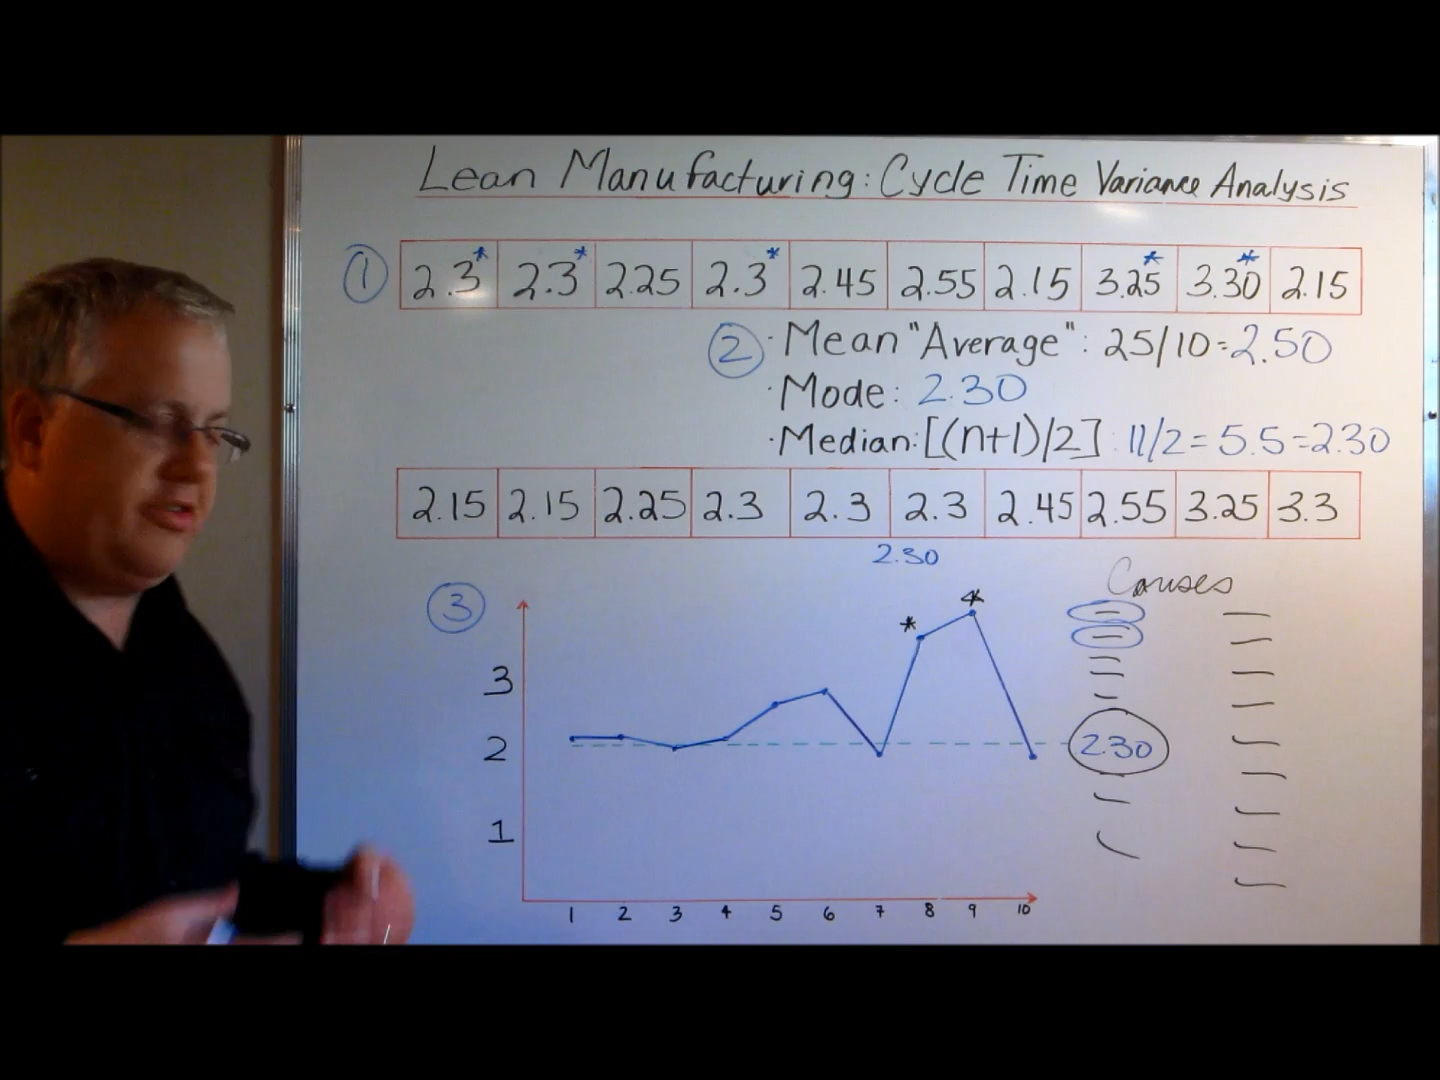 Lean Manufacturing: Cycle Time Variance Analysis
1 2.3* 2.3* 2.25 2.3* 2.45 2.55 2.15 3.25* 3.30* 2.15
2 · Mean "Average": 25/10=2.50
· Mode: 2.30
· Median: [(n+1)/2] : 11/2=5.5=2.30
2.15 2.15 2.25 2.3 2.3 2.3 2.45 2.55 3.25 3.3
2.30
Causes
3
* *
3
2 2.30
1
1 2 3 4 5 6 7 8 9 10